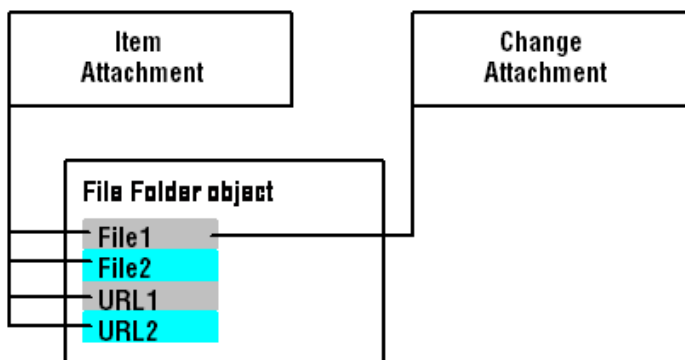 Item
Attachment
Change
Attachment
File Folder object
File1
File2
URL1
URL2